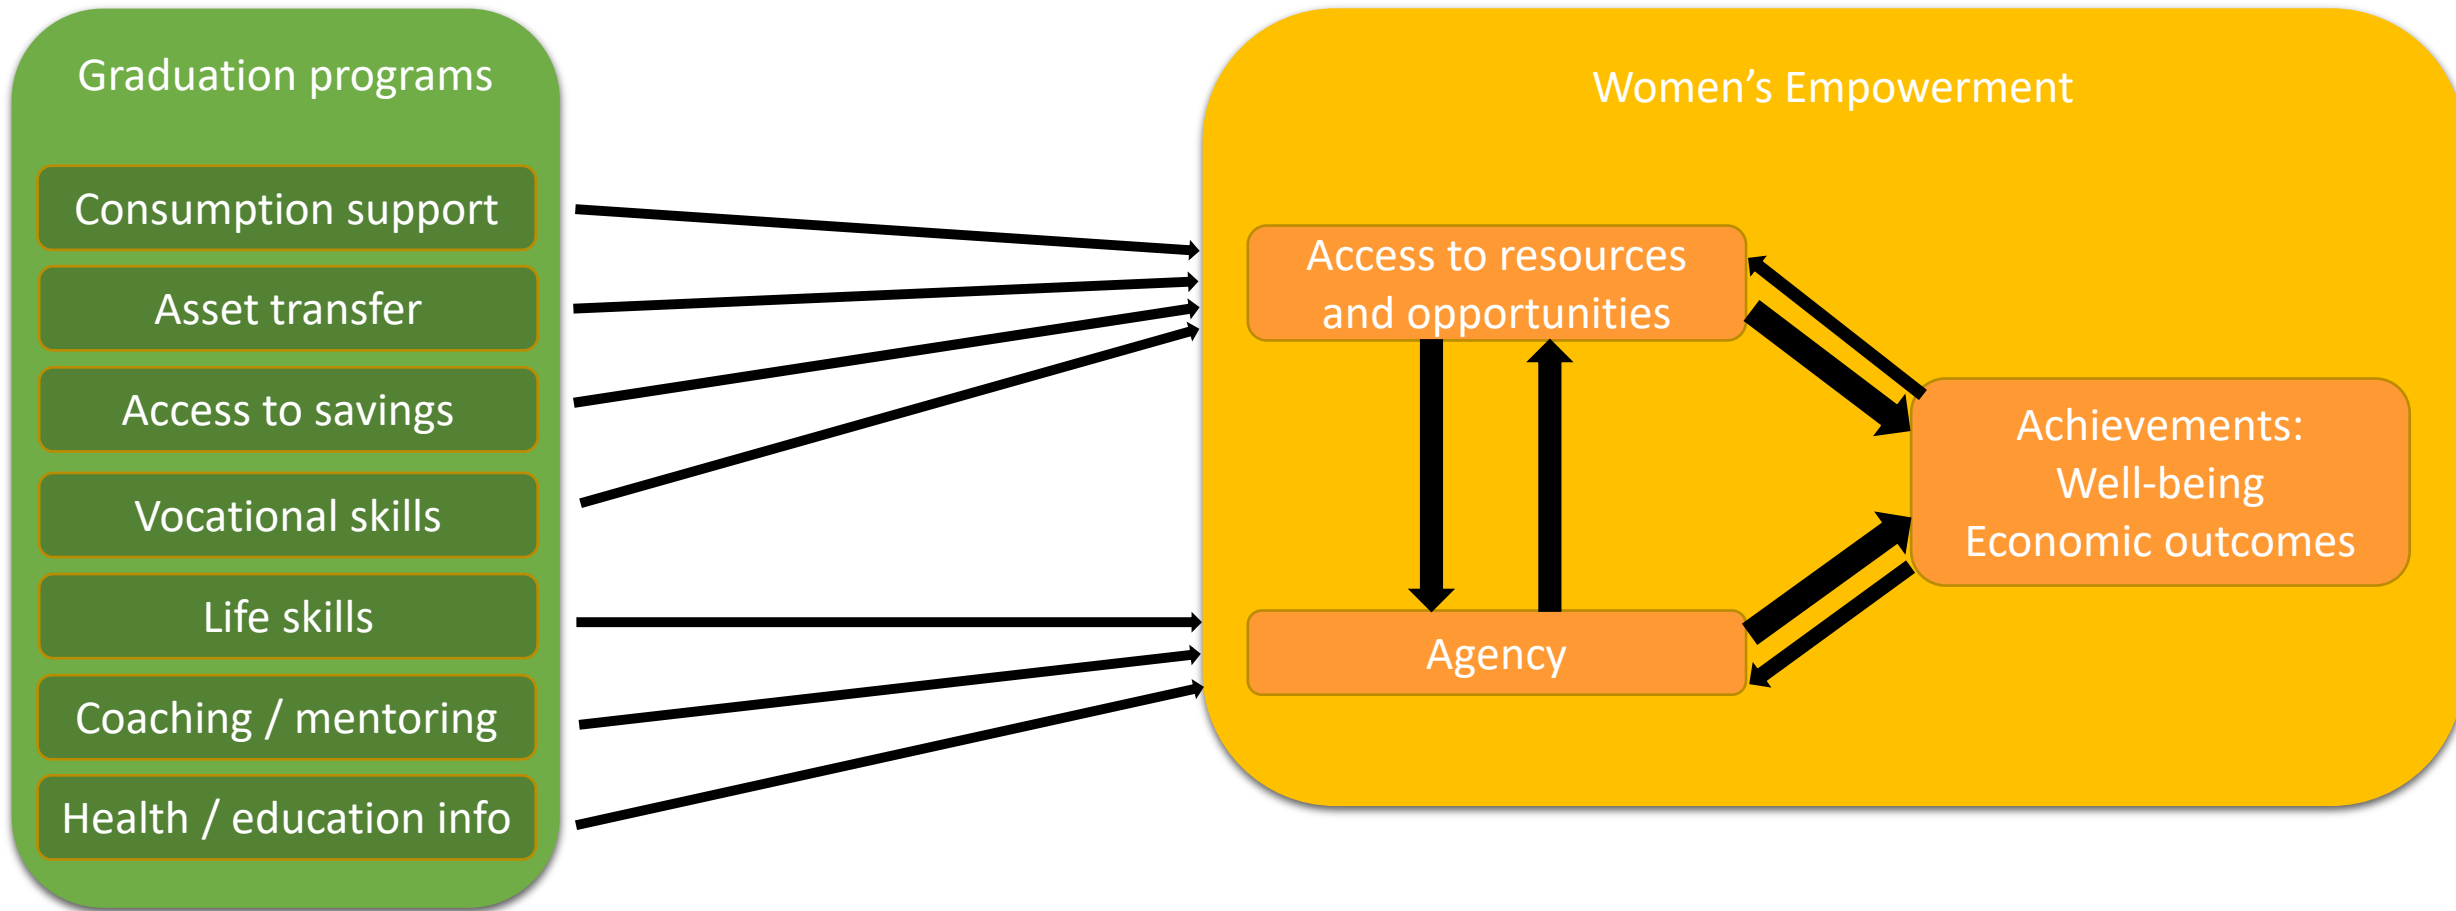 Graduation programs
Consumption support
Asset transfer
Access to savings
Vocational skills
Life skills
Coaching / mentoring
Health / education info
Women’s Empowerment
Access to resources
and opportunities
Agency
Achievements:
Well-being
Economic outcomes